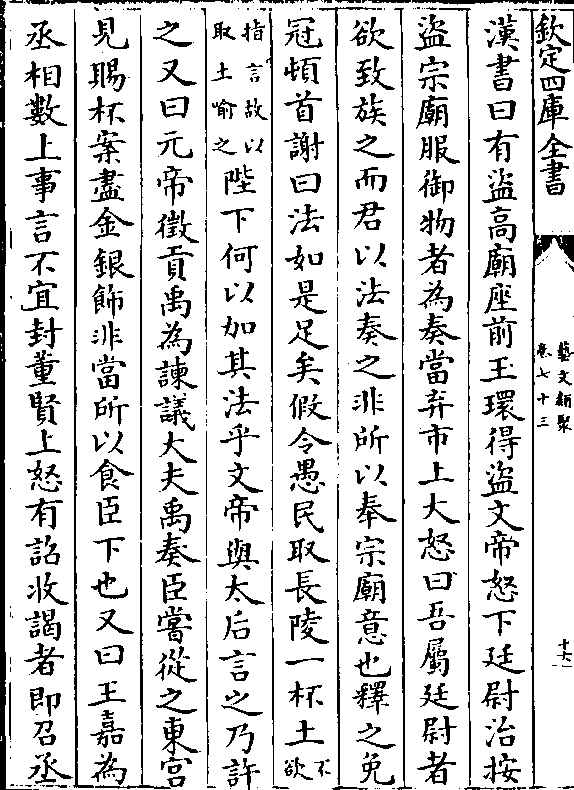 欽定四庫全書
藝文類聚
卷七十三
十六
漢書曰有盜高廟座前玉環得盜文帝怒下廷尉治按
盜宗廟服御物者為奏當弃市上大怒曰吾屬廷尉者
欲致族之而君以法奏之非所以奉宗廟意也釋之免
冠頓首謝曰法如是足矣假令愚民取長陵一杯土不欲
指言故以取土喻之陛下何以加其法乎文帝與太后言之乃許
之又曰元帝徵貢禹為諫議大夫禹奏臣嘗從之東宮
見賜杯案盡金銀飾非當所以食臣下也又曰王嘉為
丞相數上事言不宜封董賢上怒有詔收謁者即召丞